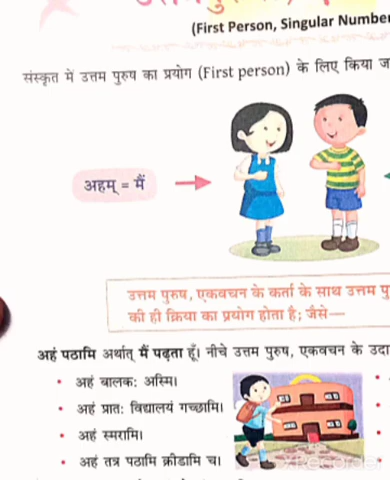 (First Person, Singular Number
संस्कृत में उत्तम पुरुष का प्रयोग (First person) के लिए किया
अहम् = मैं
उत्तम पुरुष, एकवचन के कर्ता के साथ उत्तम
की ही क्रिया का प्रयोग होता है; जैसे—
अहं पठामि अर्थात् मैं पढ़ता हूँ। नीचे उत्तम पुरुष, एकवचन के
• अहं बालकः अस्मि।
• अहं प्रातः विद्यालयं गच्छामि।
• अहं स्मरामि।
• अहं तत्र पठामि क्रीडामि च।